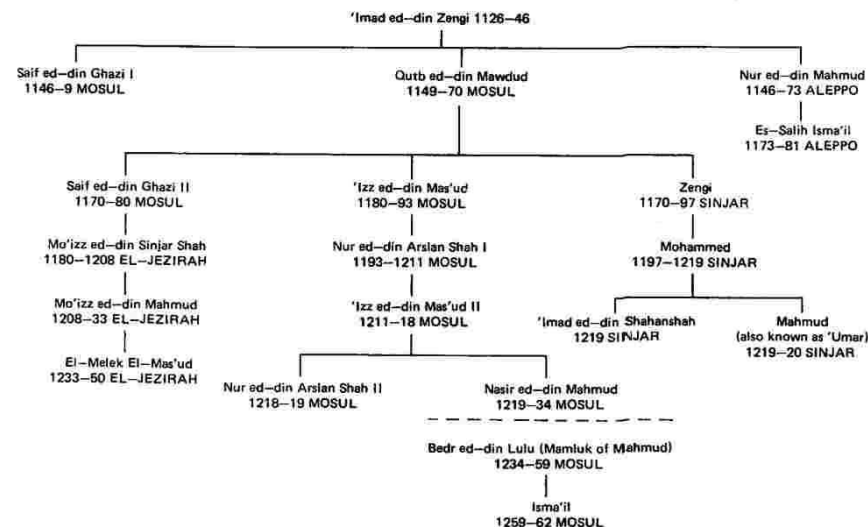 'Imad ed–din Zengi 1126–46
Saif ed–din Ghazi I
1146–9 MOSUL
Qutb ed–din Mawdud
1149–70 MOSUL
Nur ed–din Mahmud
1146–73 ALEPPO
Es–Salih Isma'il
1173–81 ALEPPO
Saif ed–din Ghazi II
1170–80 MOSUL
'Izz ed–din Mas'ud
1180–93 MOSUL
Zengi
1170–97 SINJAR
Mo'izz ed–din Sinjar Shah
1180–1208 EL–JEZIRAH
Nur ed–din Arslan Shah I
1193–1211 MOSUL
Mohammed
1197–1219 SINJAR
Mo'izz ed–din Mahmud
1208–33 EL–JEZIRAH
'Izz ed–din Mas'ud II
1211–18 MOSUL
'Imad ed–din Shahanshah
1219 SINJAR
Mahmud
(also known as 'Umar)
1219–20 SINJAR
El–Melek El–Mas'ud
1233–50 EL–JEZIRAH
Nur ed–din Arslan Shah II
1218–19 MOSUL
Nasir ed–din Mahmud
1219–34 MOSUL
Bedr ed–din Lulu (Mamluk of Mahmud)
1234–59 MOSUL
Isma'il
1259–62 MOSUL